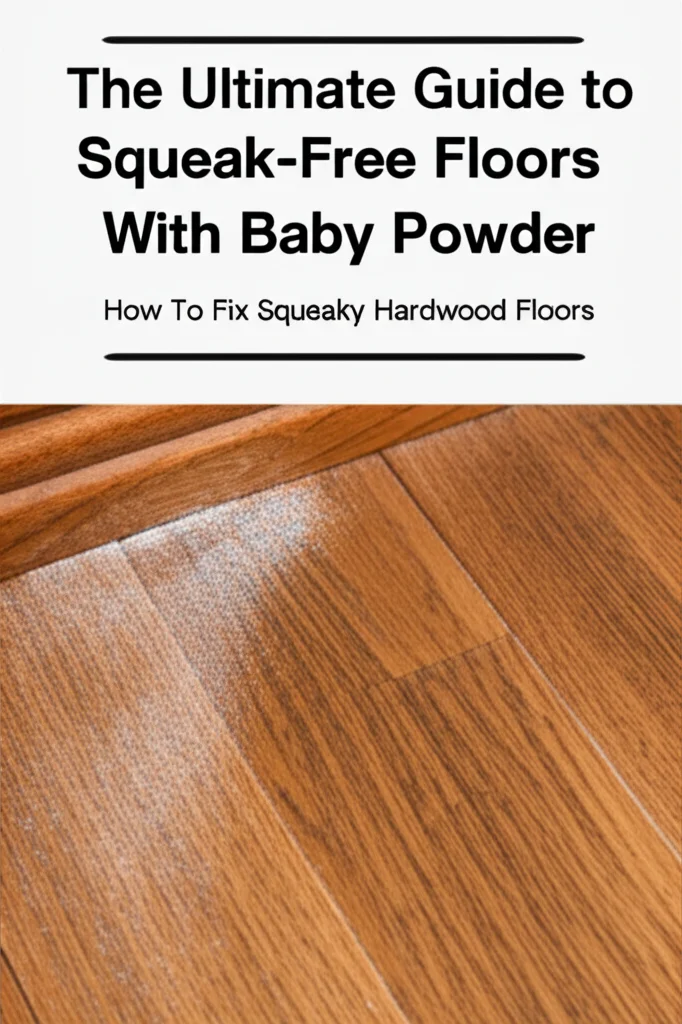 The Ultimate Guide to
Squeak-Free Floors
With Baby Powder
How To Fix Squeaky Hardwood Floors